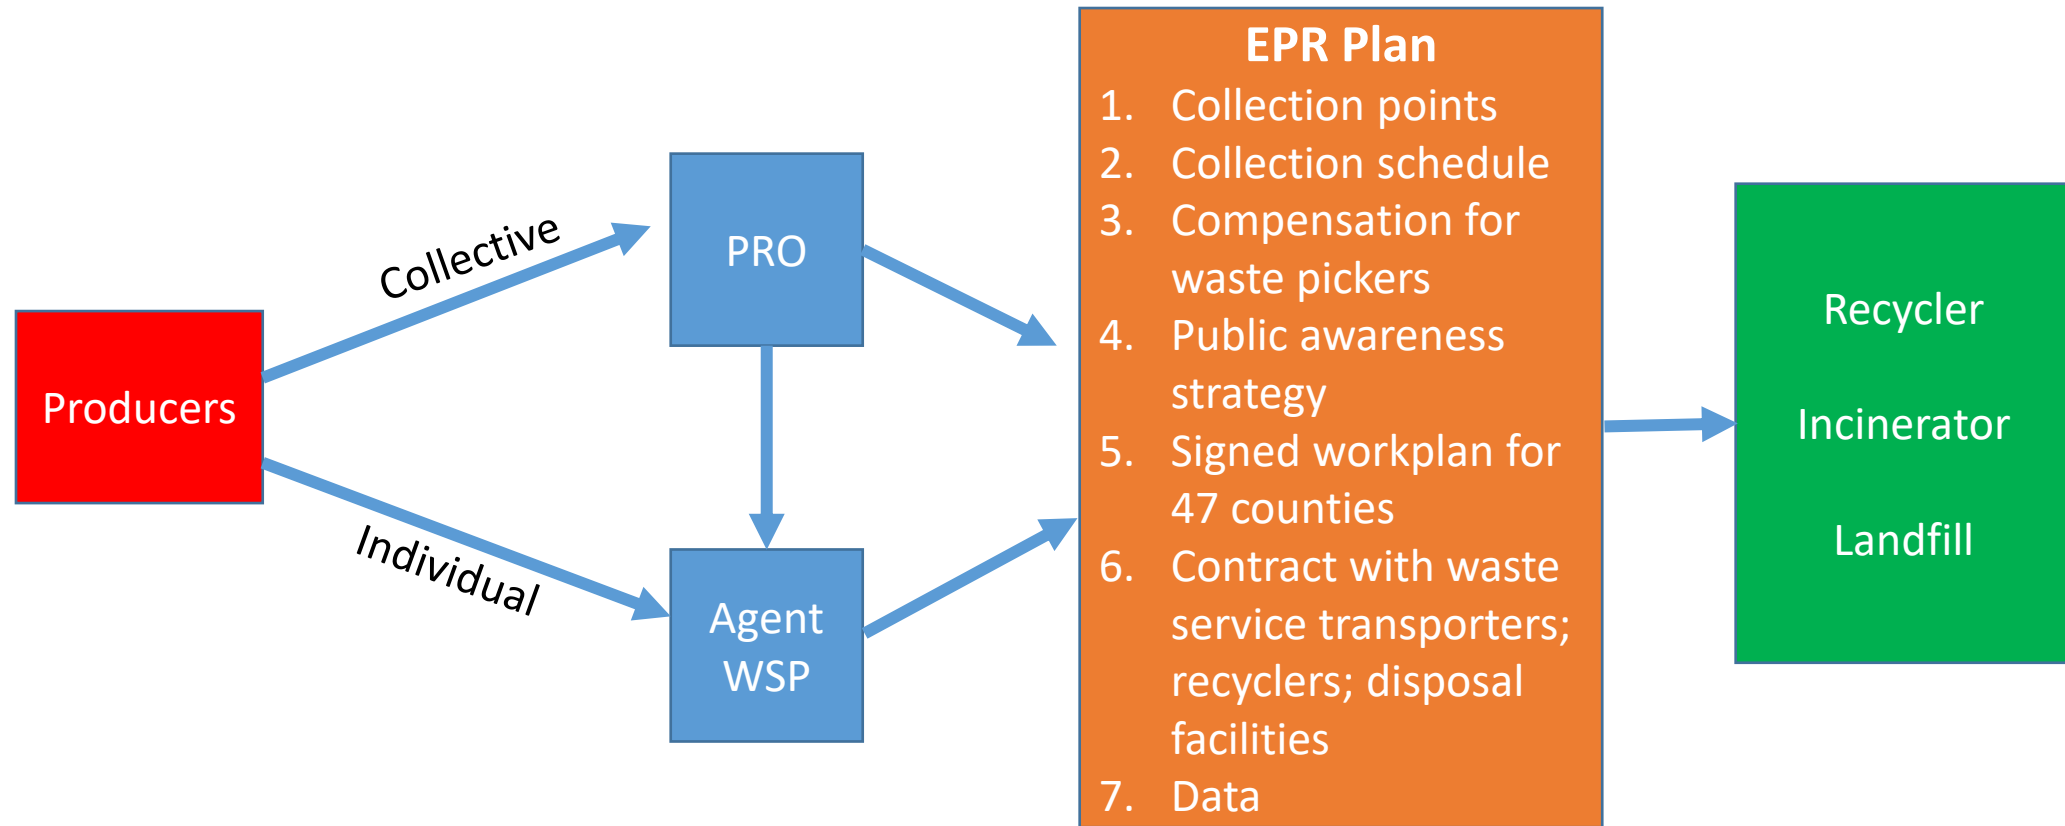 Producers
Collective
Individual
PRO
Agent
WSP
EPR Plan
1. Collection points
2. Collection schedule
3. Compensation for
waste pickers
4. Public awareness
strategy
5. Signed workplan for
47 counties
6. Contract with waste
service transporters;
recyclers; disposal
facilities
7. Data
Recycler
Incinerator
Landfill